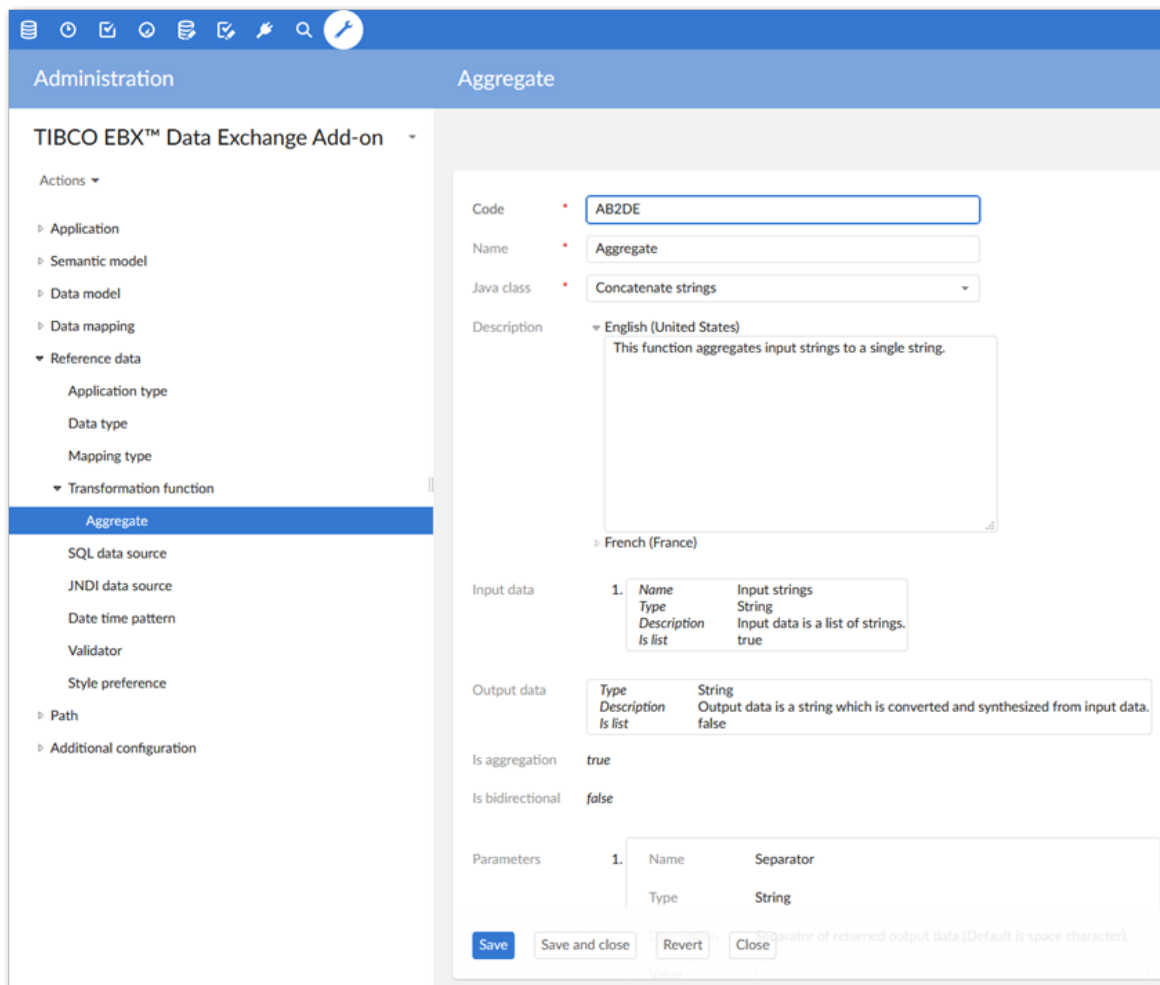 Administration
Aggregate
TIBCO EBX™ Data Exchange Add-on
Actions
Application
Semantic model
Data model
Data mapping
Reference data
Application type
Data type
Mapping type
Transformation function
Aggregate
SQL data source
JNDI data source
Date time pattern
Validator
Style preference
Path
Additional configuration
Code * AB2DE
Name * Aggregate
Java class * Concatenate strings
Description English (United States)
This function aggregates input strings to a single string.
French (France)
Input data 1. Name Input strings
Type String
Description Input data is a list of strings.
Is list true
Output data Type String
Description Output data is a string which is converted and synthesized from input data.
Is list false
Is aggregation true
Is bidirectional false
Parameters 1. Name Separator
Type String
Description Separator of returned output data (Default is space character).
Save Save and close Revert Close
Value